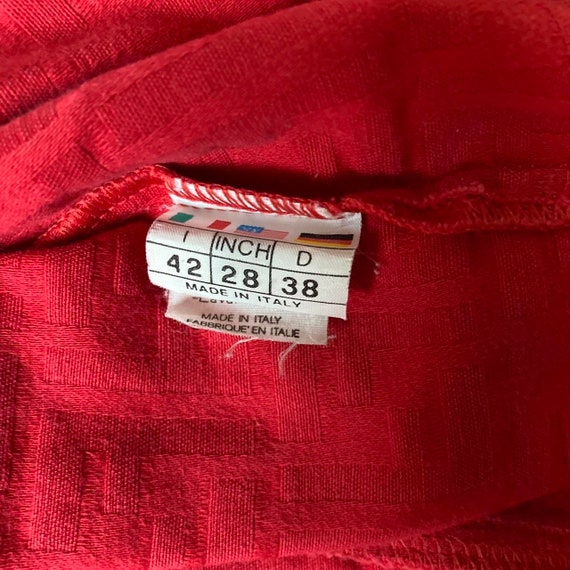 I INCH D
42 28 38
MADE IN ITALY
MADE IN ITALY
FABBRIQUE' EN ITALIE